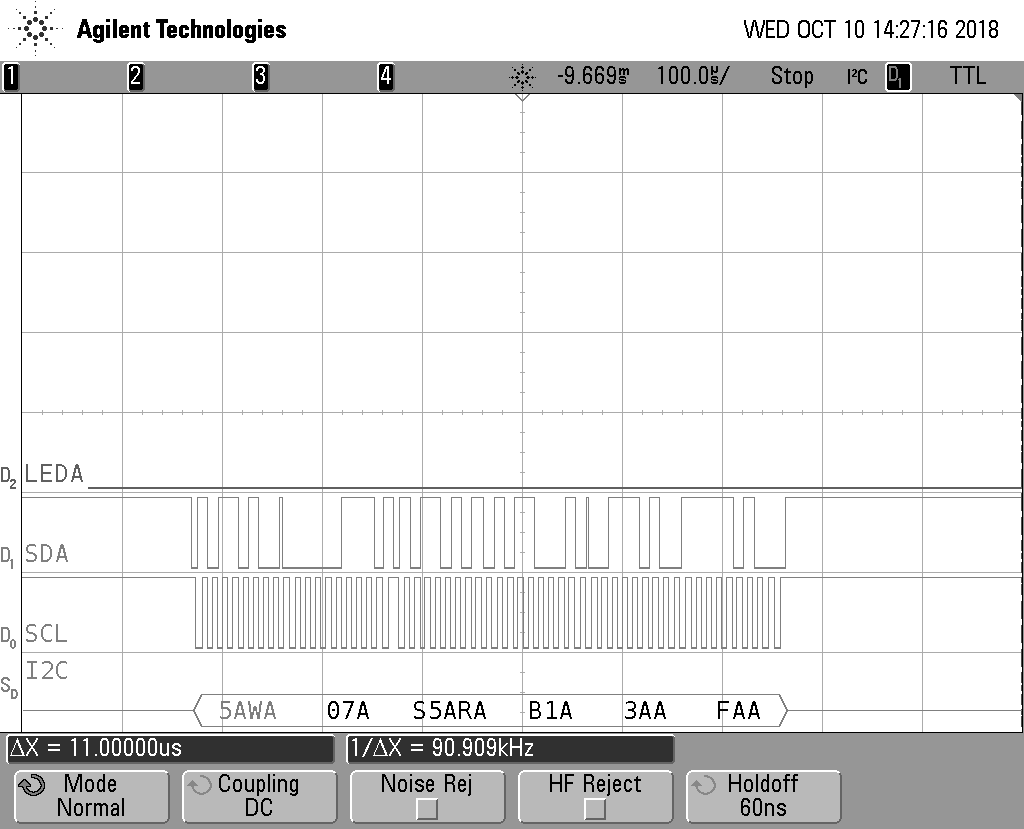 Agilent Technologies WED OCT 10 14:27:16 2018
1 2 3 4 -9.669ms 100.0us/ Stop I²C D1 TTL
D2 LEDA
D1 SDA
D0 SCL
I2C
SD
5AWA 07A S5ARA B1A 3AA FAA
ΔX = 11.00000us 1/ΔX = 90.909kHz
Mode Coupling Noise Rej HF Reject Holdoff
Normal DC 60ns